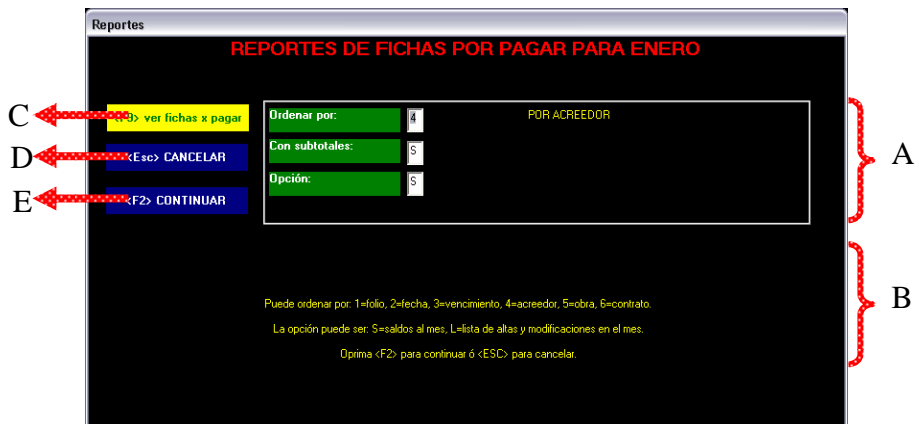 Reportes
REPORTES DE FICHAS POR PAGAR PARA ENERO
C
<F9> ver fichas x pagar
Ordenar por: 4 POR ACREEDOR
D
<Esc> CANCELAR
Con subtotales: S
A
Opción: S
E
<F2> CONTINUAR
B
Puede ordenar por: 1=folio, 2=fecha, 3=vencimiento, 4=acreedor, 5=obra, 6=contrato.
La opción puede ser: S=saldos al mes, L=lista de altas y modificaciones en el mes.
Oprima <F2> para continuar ó <ESC> para cancelar.